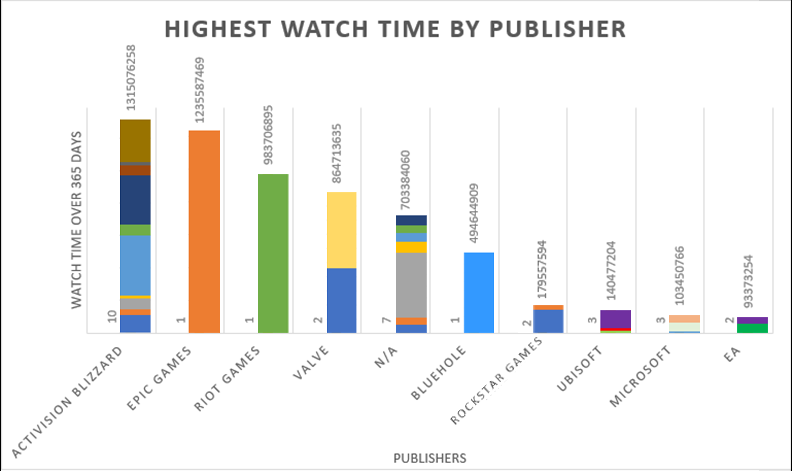 HIGHEST WATCH TIME BY PUBLISHER
WATCH TIME OVER 365 DAYS
1315076258
1235587469
983706895
864713635
703384060
494644909
179557594
140477204
103450766
93373254
10
1
1
2
7
1
2
3
3
2
ACTIVISION BLIZZARD
EPIC GAMES
RIOT GAMES
VALVE
N/A
BLUEHOLE
ROCKSTAR GAMES
UBISOFT
MICROSOFT
EA
PUBLISHERS